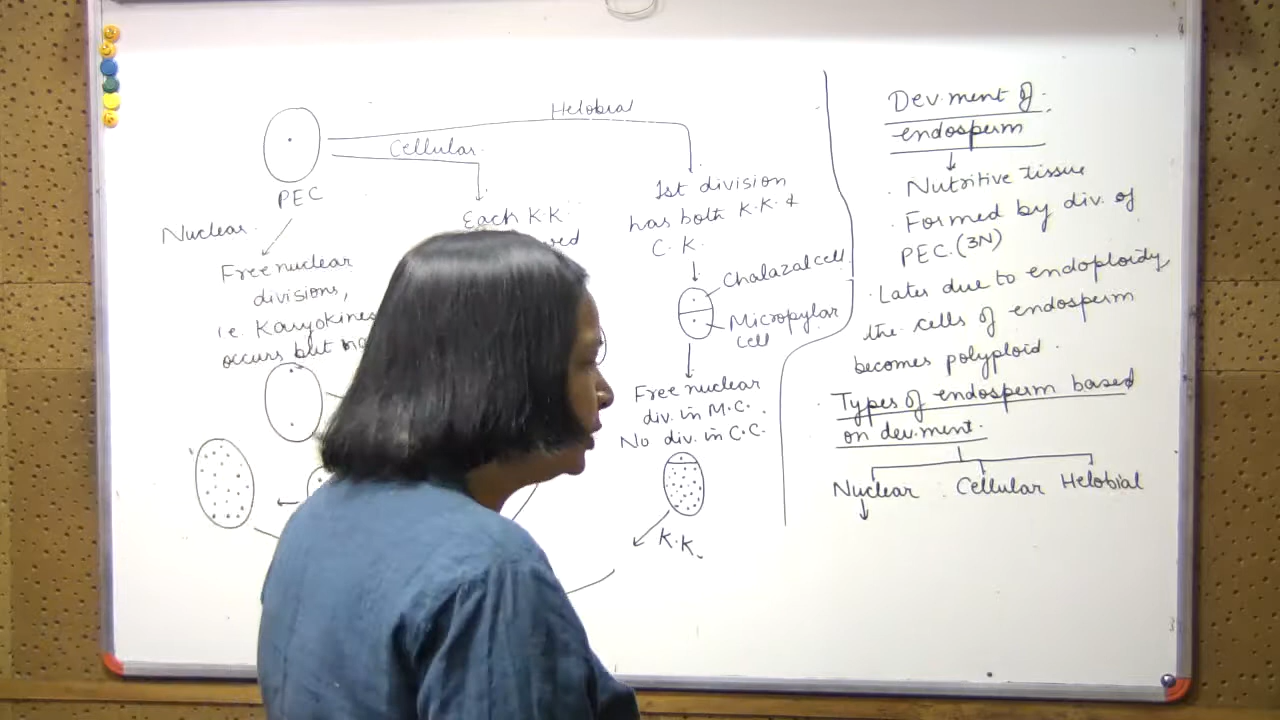 Helobial
Cellular
PEC
Nuclear
Free nuclear
divisions,
i.e. Karyokines
occurs but
Each K.K.
1st division
has both K.K. &
C.K.
Chalazal cell
Micropylar
cell
Free nuclear
div. in M.C.
No div. in C.C.
K.K.
Dev.ment of
endosperm
Nutritive tissue
Formed by div. of
PEC. (3N)
Later due to endoploidy
the cells of endosperm
becomes polyploid.
Types of endosperm based
on dev.ment.
Nuclear Cellular Helobial